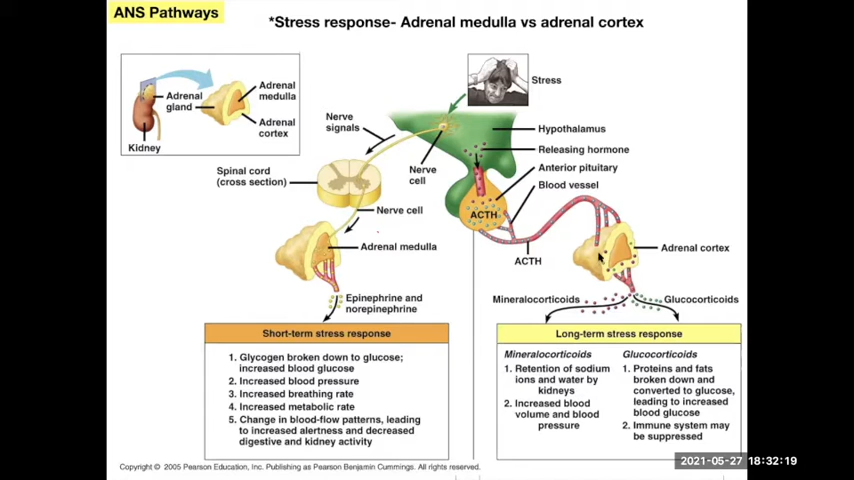 ANS Pathways
*Stress response- Adrenal medulla vs adrenal cortex
Adrenal
gland
Kidney
Adrenal
medulla
Adrenal
cortex
Stress
Nerve
signals
Hypothalamus
Releasing hormone
Nerve
cell
Anterior pituitary
Spinal cord
(cross section)
Blood vessel
Nerve cell
ACTH
Adrenal medulla
ACTH
Adrenal cortex
Epinephrine and
norepinephrine
Mineralocorticoids
Glucocorticoids
Short-term stress response
1. Glycogen broken down to glucose;
increased blood glucose
2. Increased blood pressure
3. Increased breathing rate
4. Increased metabolic rate
5. Change in blood-flow patterns, leading
to increased alertness and decreased
digestive and kidney activity
Long-term stress response
Mineralocorticoids
1. Retention of sodium
ions and water by
kidneys
2. Increased blood
volume and blood
pressure
Glucocorticoids
1. Proteins and fats
broken down and
converted to glucose,
leading to increased
blood glucose
2. Immune system may
be suppressed
Copyright © 2005 Pearson Education, Inc. Publishing as Pearson Benjamin Cummings. All rights reserved.
2021-05-27 18:32:19